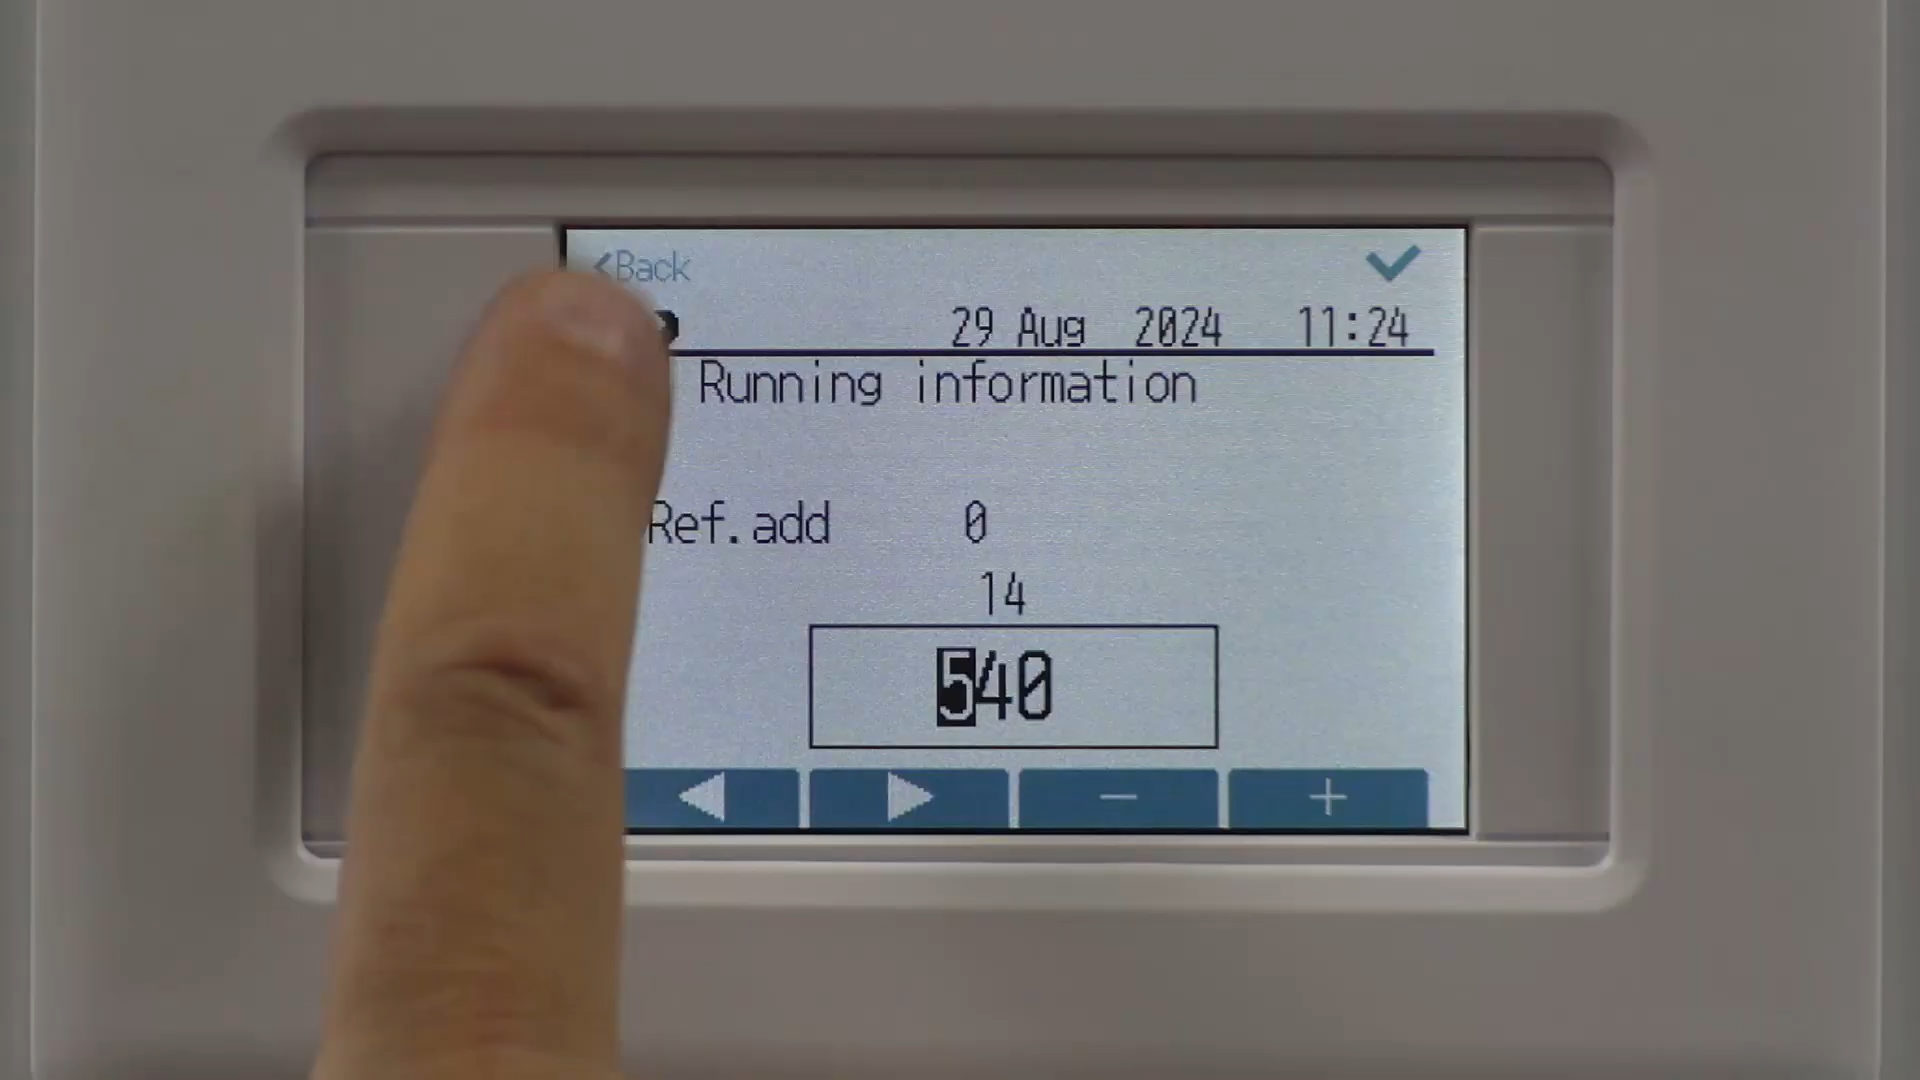 <Back
29 Aug 2024 11:24
Running information
Ref.add 0
14
540